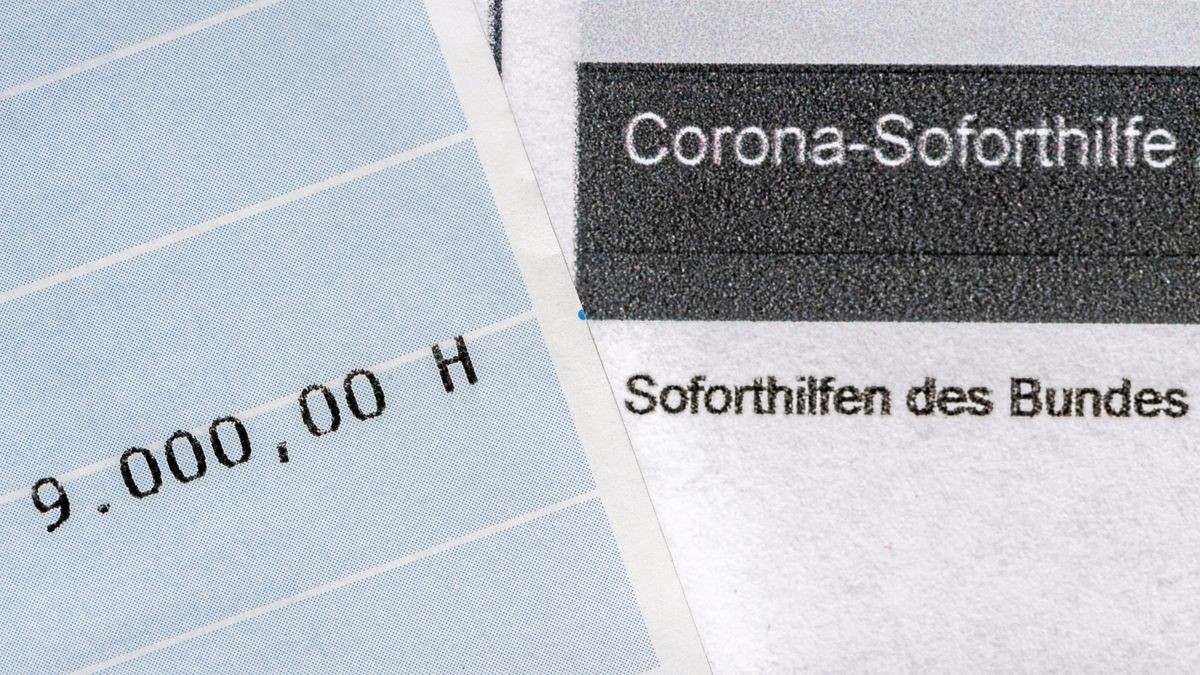 Corona-Soforthilfe
Soforthilfen des Bundes
9.000,00 H